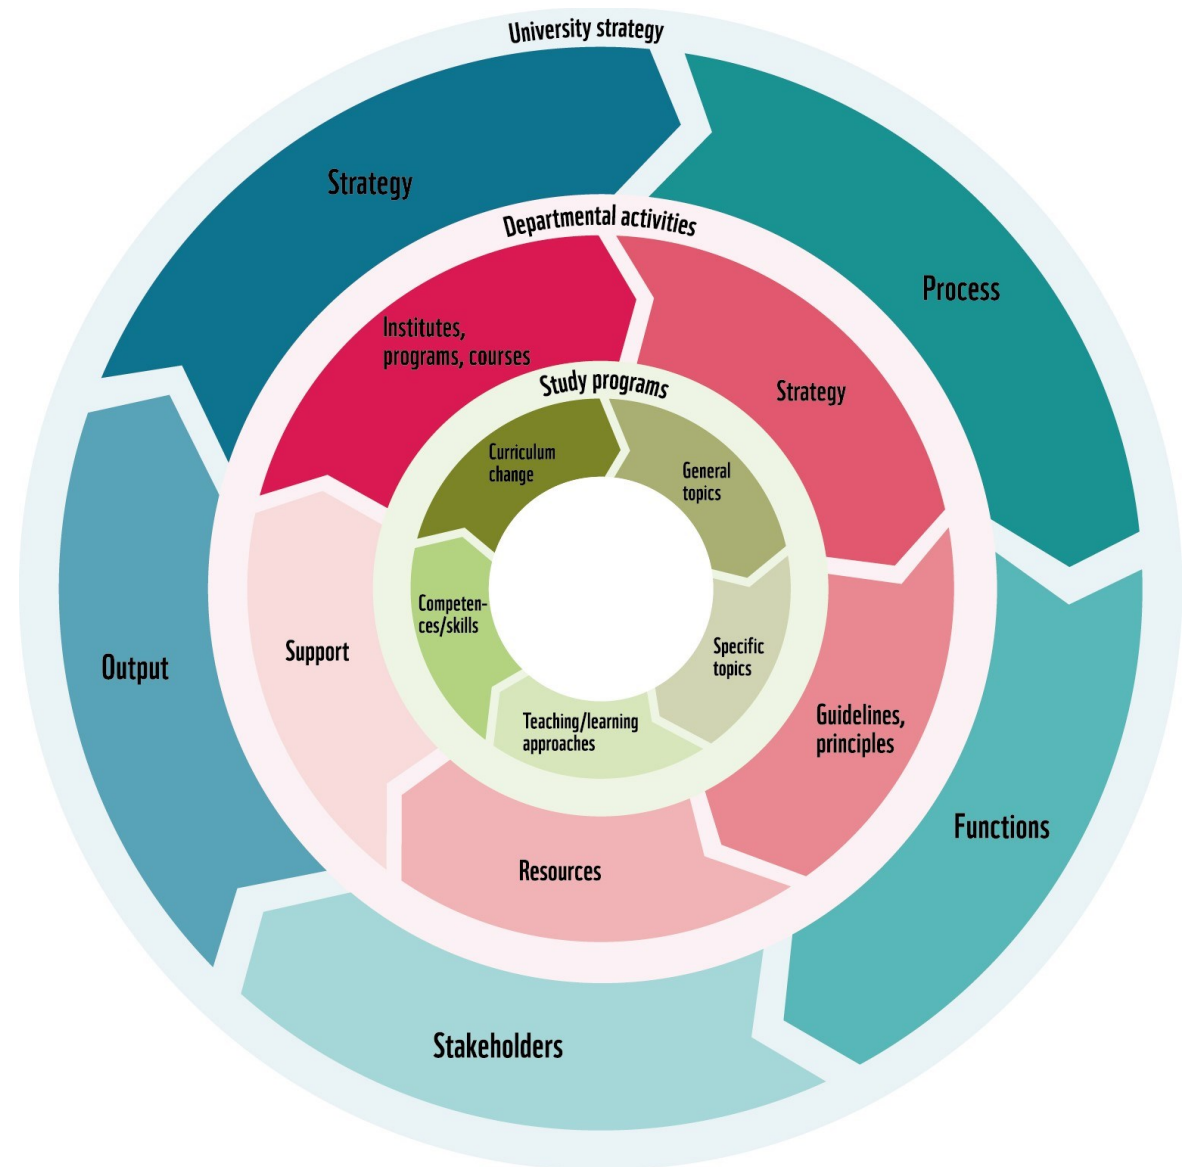 University strategy
Strategy
Process
Functions
Stakeholders
Output
Departmental activities
Institutes,
programs, courses
Strategy
Guidelines,
principles
Resources
Support
Study programs
Curriculum
change
General
topics
Specific
topics
Teaching/learning
approaches
Competen-
ces/skills